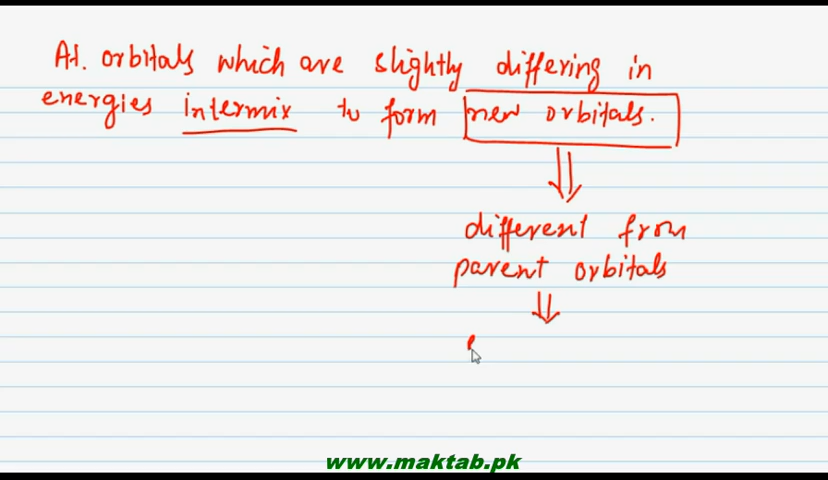 At. orbitals which are slightly differing in
energies intermix to form new orbitals.
different from
parent orbitals
www.maktab.pk